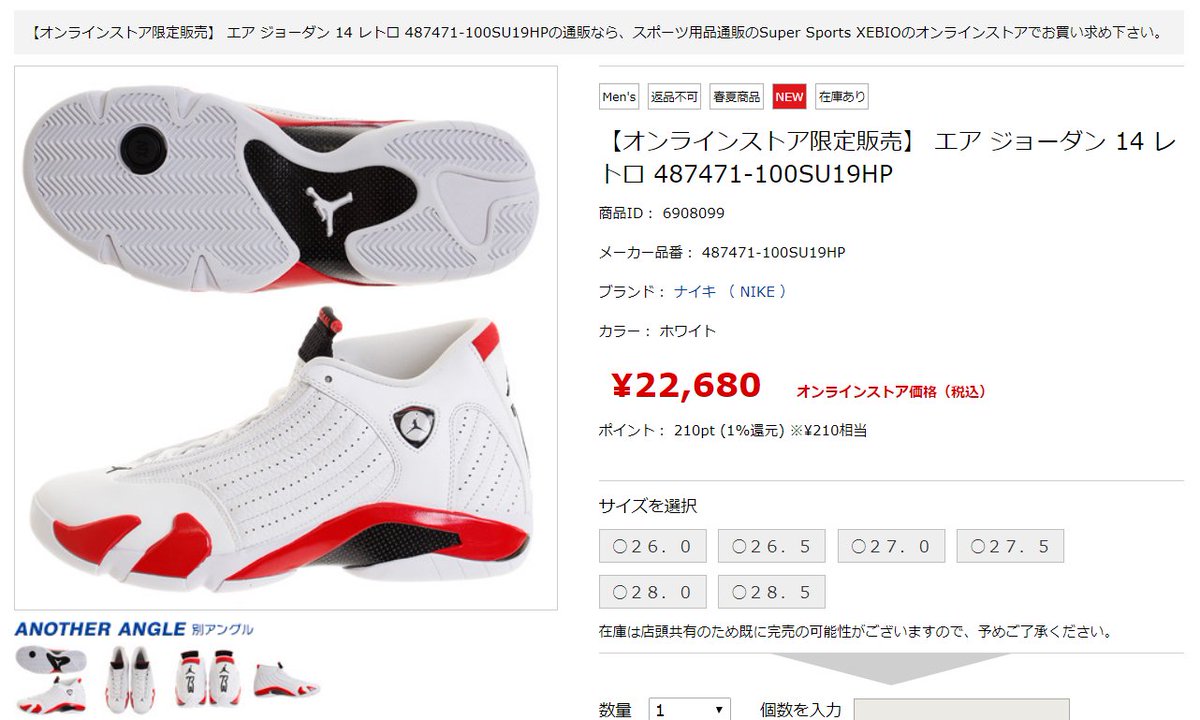 【オンラインストア限定販売】 エア ジョーダン 14 レトロ 487471-100SU19HPの通販なら、スポーツ用品通販のSuper Sports XEBIOのオンラインストアでお買い求め下さい。
Men's 返品不可 春夏商品 NEW 在庫あり
【オンラインストア限定販売】 エア ジョーダン 14 レ
トロ 487471-100SU19HP
商品ID： 6908099
メーカー品番： 487471-100SU19HP
ブランド： ナイキ （ NIKE ）
カラー： ホワイト
¥22,680 オンラインストア価格（税込）
ポイント： 210pt (1%還元) ※¥210相当
サイズを選択
○26．0 ○26．5 ○27．0 ○27．5
○28．0 ○28．5
在庫は店頭共有のため既に完売の可能性がございますので、予めご了承ください。
ANOTHER ANGLE 別アングル
数量 1 ▼ 個数を入力